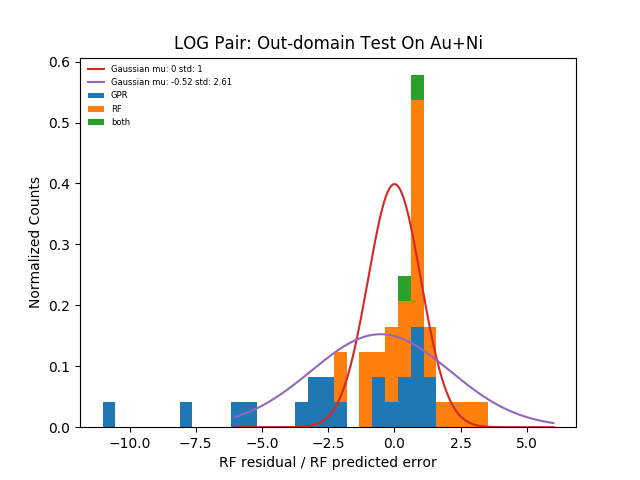 LOG Pair: Out-domain Test On Au+Ni
Gaussian mu: 0 std: 1
Gaussian mu: -0.52 std: 2.61
GPR
RF
both
Normalized Counts
0.6
0.5
0.4
0.3
0.2
0.1
0.0
−10.0 −7.5 −5.0 −2.5 0.0 2.5 5.0
RF residual / RF predicted error